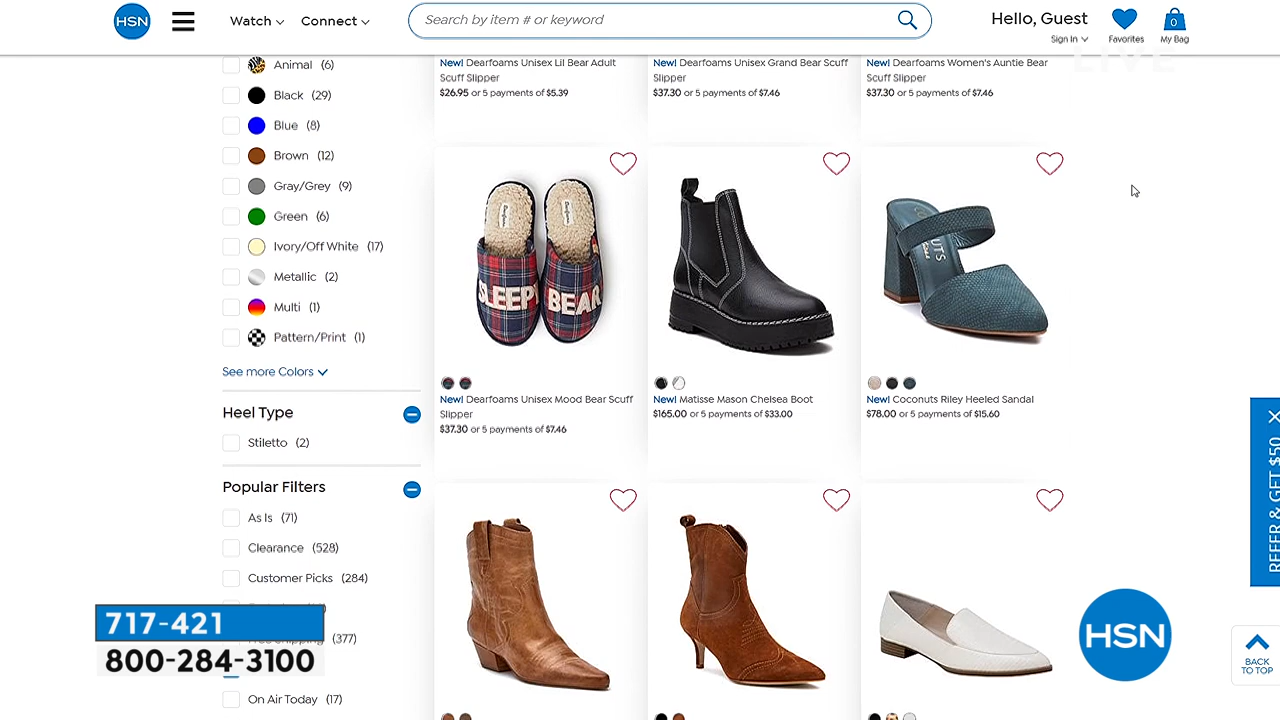 HSN
Watch
Connect
Search by item # or keyword
Hello, Guest
Sign In
Favorites
0
My Bag
LIVE
Animal (6)
Black (29)
Blue (8)
Brown (12)
Gray/Grey (9)
Green (6)
Ivory/Off White (17)
Metallic (2)
Multi (1)
Pattern/Print (1)
See more Colors
Heel Type
Stiletto (2)
Popular Filters
As Is (71)
Clearance (528)
Customer Picks (284)
(377)
On Air Today (17)
New! Dearfoams Unisex Lil Bear Adult
Scuff Slipper
$26.95 or 5 payments of $5.39
New! Dearfoams Unisex Grand Bear Scuff
Slipper
$37.30 or 5 payments of $7.46
New! Dearfoams Women's Auntie Bear
Scuff Slipper
$37.30 or 5 payments of $7.46
SLEEPY BEAR
New! Dearfoams Unisex Mood Bear Scuff
Slipper
$37.30 or 5 payments of $7.46
New! Matisse Mason Chelsea Boot
$165.00 or 5 payments of $33.00
New! Coconuts Riley Heeled Sandal
$78.00 or 5 payments of $15.60
REFER & GET $50
717-421
800-284-3100
HSN
BACK
TO TOP